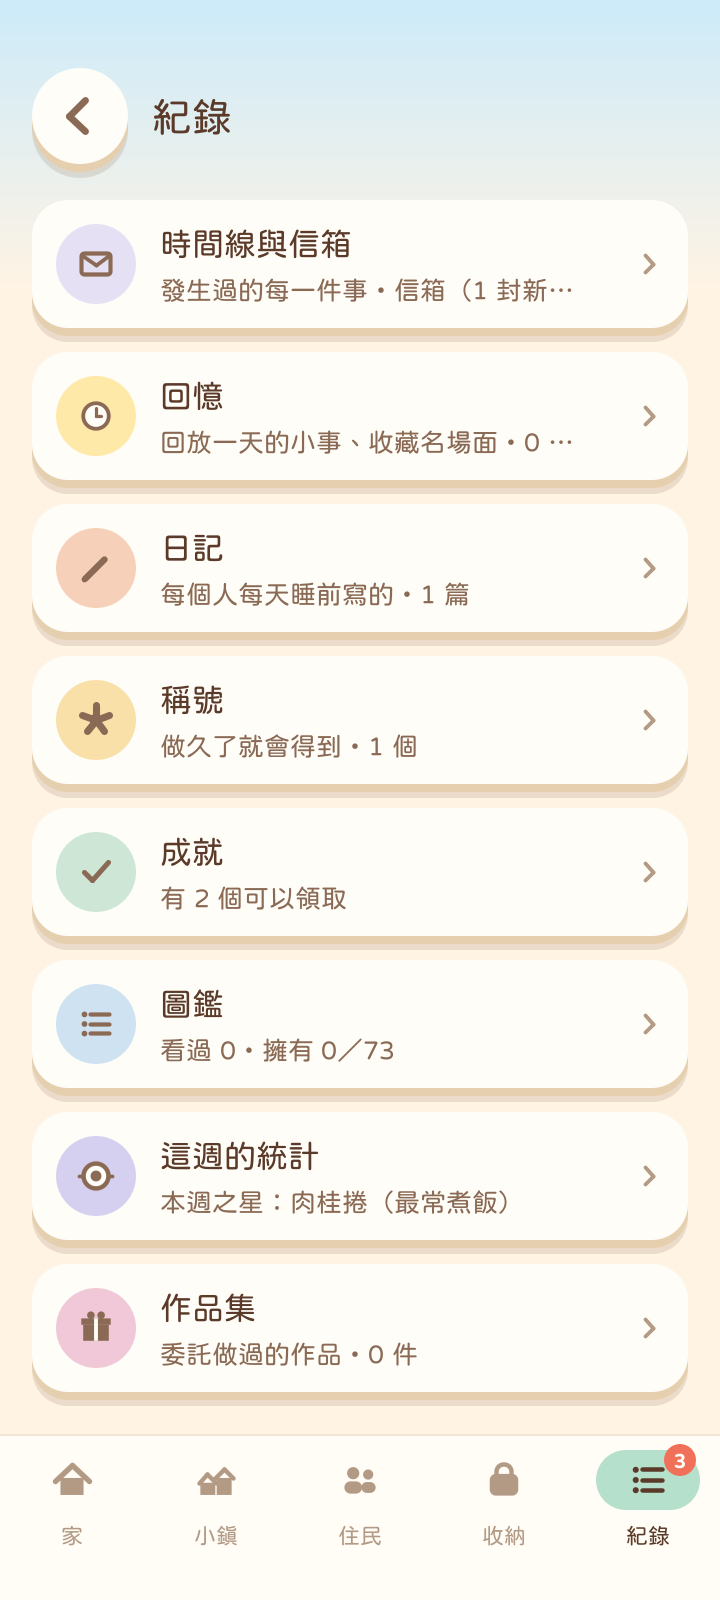 紀錄
時間線與信箱
發生過的每一件事・信箱（1 封新⋯
回憶
回放一天的小事、收藏名場面・0 ⋯
日記
每個人每天睡前寫的・1 篇
稱號
做久了就會得到・1 個
成就
有 2 個可以領取
圖鑑
看過 0・擁有 0／73
這週的統計
本週之星：肉桂捲（最常煮飯）
作品集
委託做過的作品・0 件
3
家
小鎮
住民
收納
紀錄